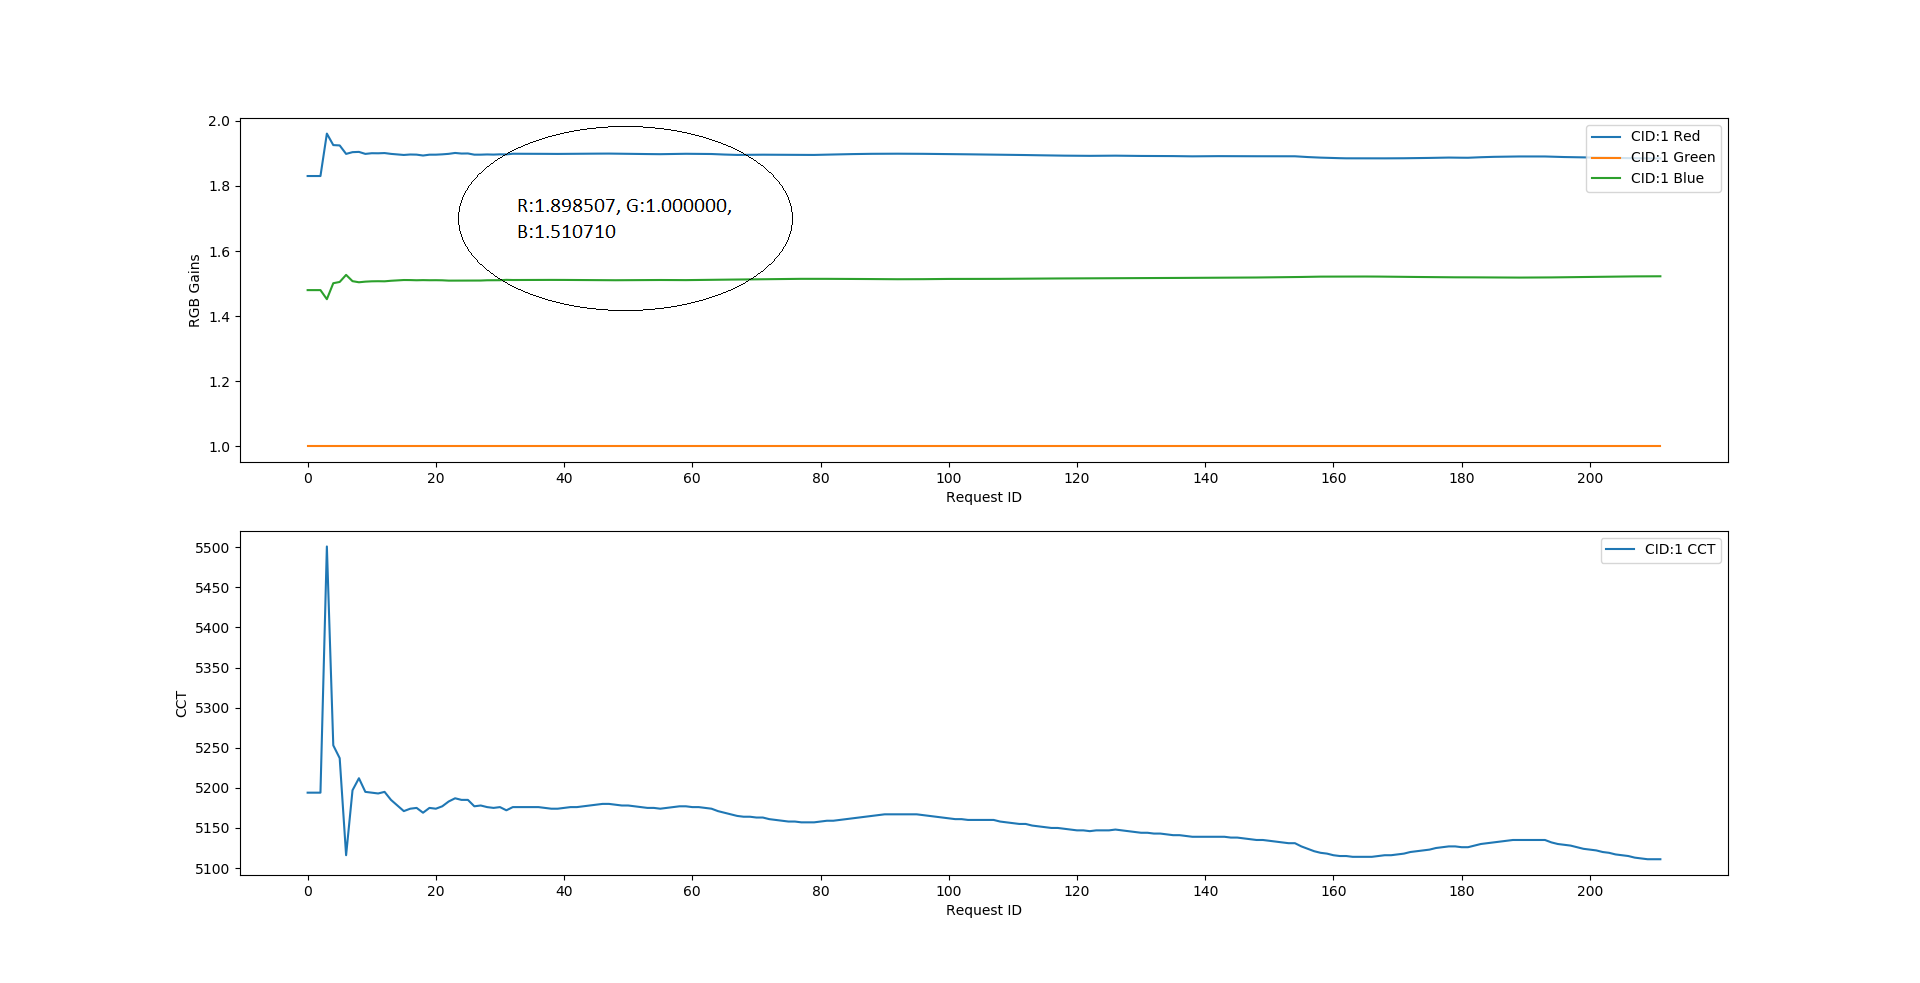 2.0
1.8
1.6
1.4
1.2
1.0
RGB Gains
CID:1 Red
CID:1 Green
CID:1 Blue
R:1.898507, G:1.000000,
B:1.510710
0 20 40 60 80 100 120 140 160 180 200
Request ID
5500
5450
5400
5350
5300
5250
5200
5150
5100
CCT
CID:1 CCT
0 20 40 60 80 100 120 140 160 180 200
Request ID